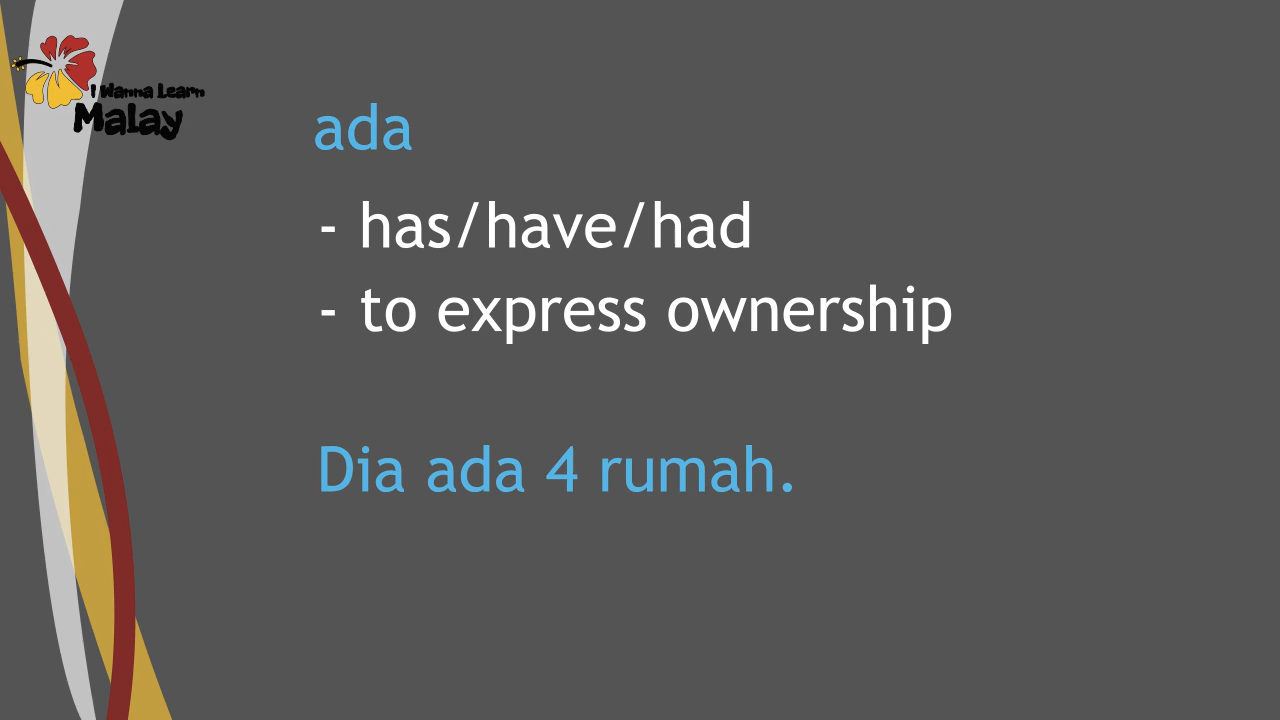 I Wanna Learn
Malay
ada
- has/have/had
- to express ownership
Dia ada 4 rumah.